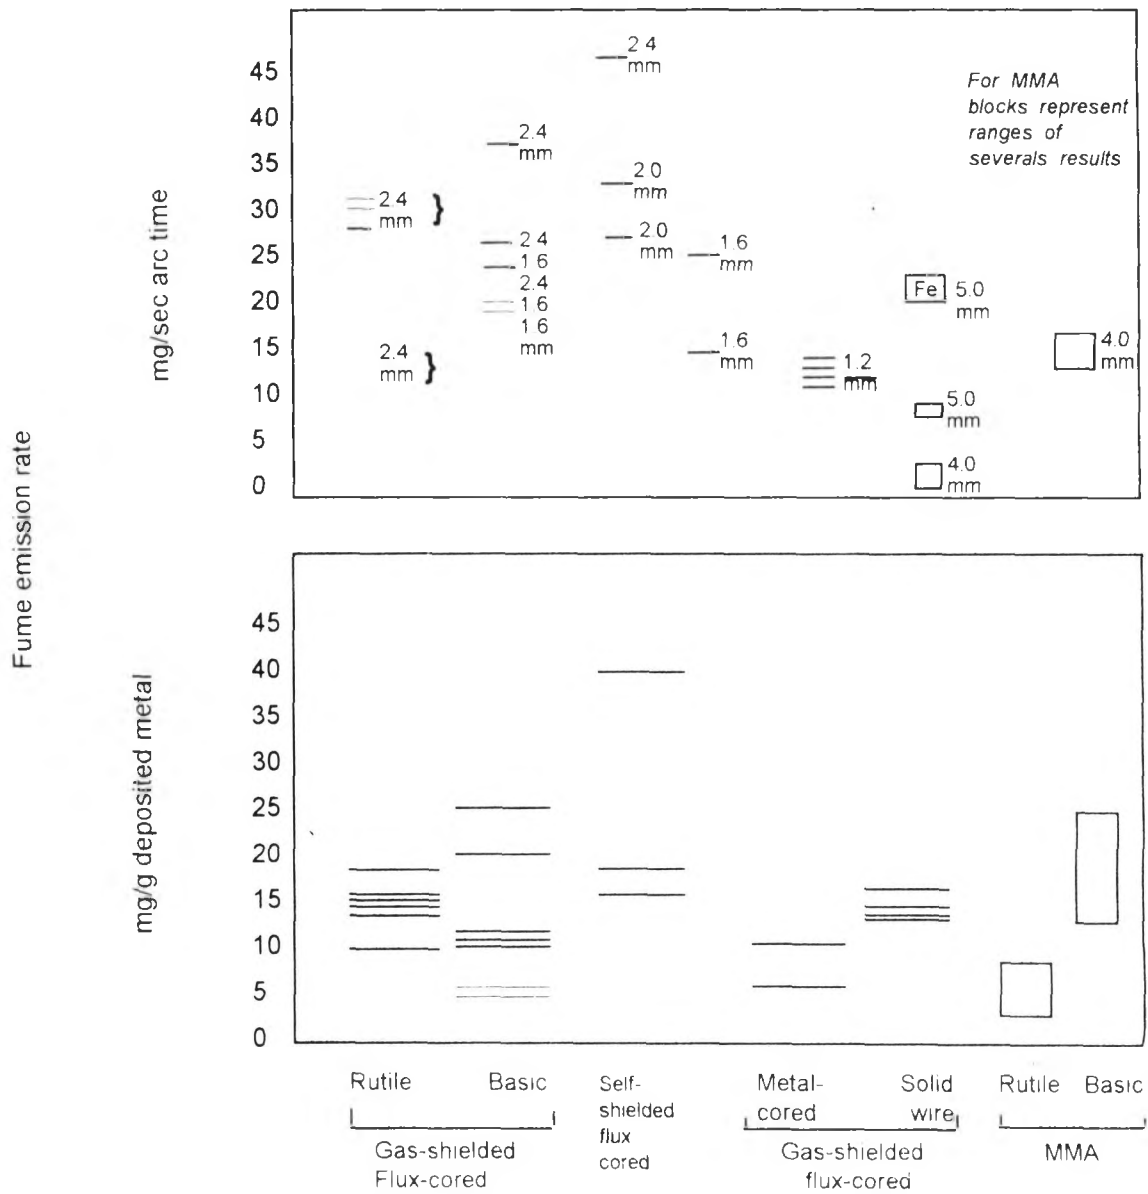 Fume emission rate
mg/sec arc time
45
40
35
30
25
20
15
10
5
0
2.4
mm
2.4
mm
2.4
mm
2.4
1 6
2.4
1 6
1 6
mm
2 4
mm
2 0
mm
2.0
mm
1.6
mm
1.6
mm
1.2
mm
Fe
5.0
mm
5.0
mm
4.0
mm
4.0
mm
For MMA
blocks represent
ranges of
severals results
mg/g deposited metal
45
40
35
30
25
20
15
10
5
0
Rutile
Basic
Gas-shielded
Flux-cored
Self-
shielded
flux
cored
Metal-
cored
Solid
wire
Gas-shielded
flux-cored
Rutile
Basic
MMA